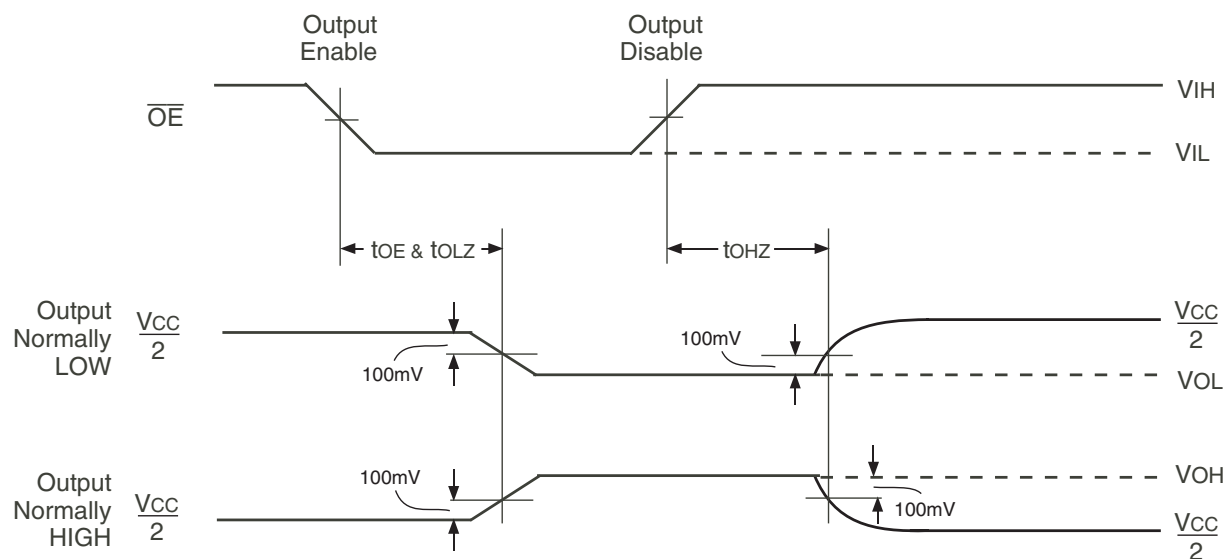 Output
Enable
Output
Disable
OE
VIH
VIL
tOE & tOLZ
tOHZ
Output
Normally
LOW
VCC
2
100mV
100mV
VCC
2
VOL
Output
Normally
HIGH
VCC
2
100mV
100mV
VOH
VCC
2